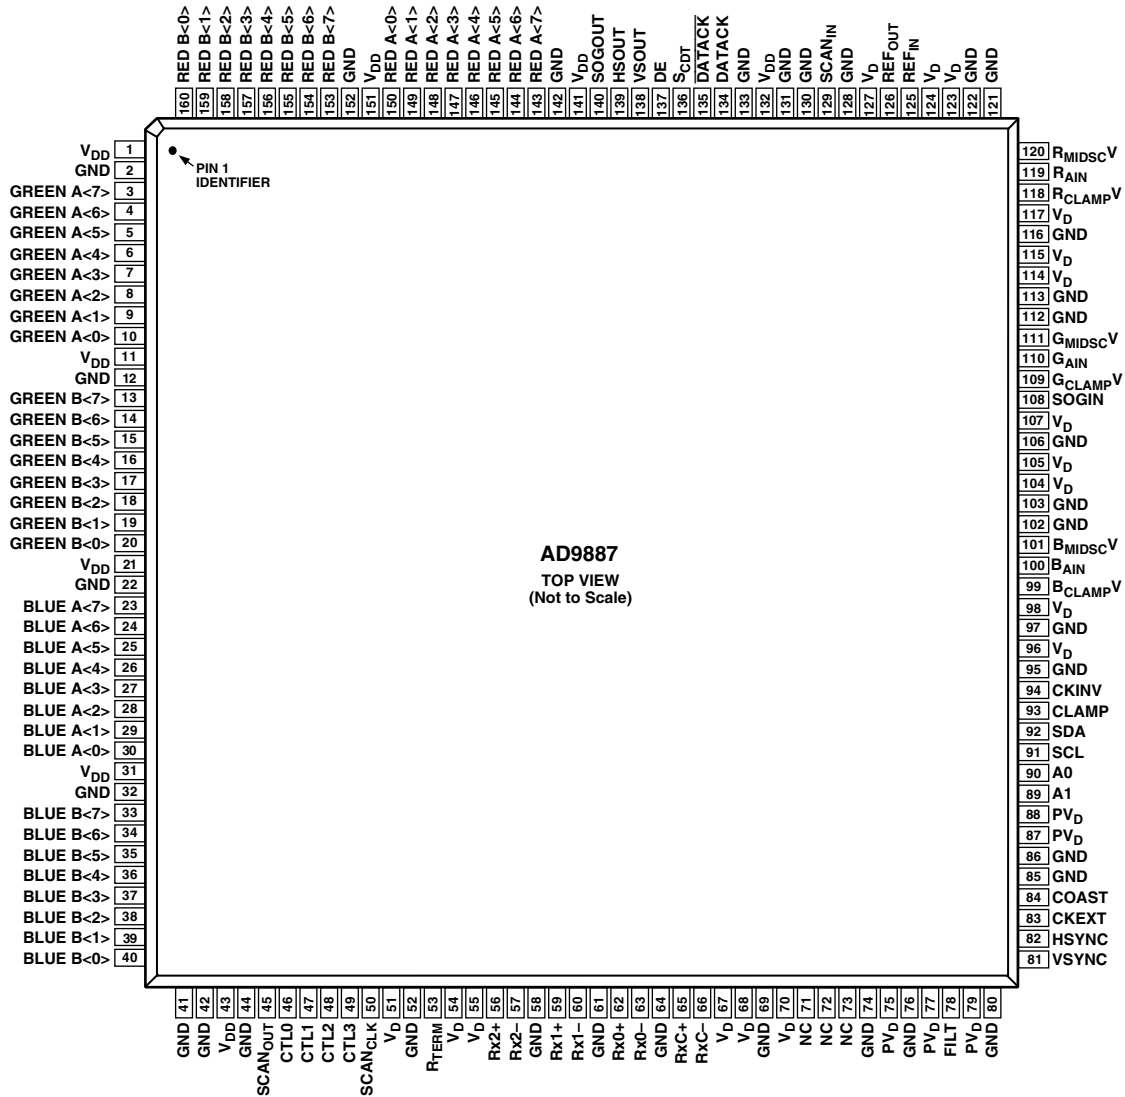 160 RED B<0>
159 RED B<1>
158 RED B<2>
157 RED B<3>
156 RED B<4>
155 RED B<5>
154 RED B<6>
153 RED B<7>
152 GND
151 VDD
150 RED A<0>
149 RED A<1>
148 RED A<2>
147 RED A<3>
146 RED A<4>
145 RED A<5>
144 RED A<6>
143 RED A<7>
142 GND
141 VDD
140 SOGOUT
139 HSOUT
138 VSOUT
137 DE
136 SCDT
135 D̅A̅T̅A̅C̅K̅
134 DATACK
133 GND
132 VDD
131 GND
130 GND
129 SCANIN
128 GND
127 VD
126 REFOUT
125 REFIN
124 VD
123 VD
122 GND
121 GND
VDD 1
GND 2
GREEN A<7> 3
GREEN A<6> 4
GREEN A<5> 5
GREEN A<4> 6
GREEN A<3> 7
GREEN A<2> 8
GREEN A<1> 9
GREEN A<0> 10
VDD 11
GND 12
GREEN B<7> 13
GREEN B<6> 14
GREEN B<5> 15
GREEN B<4> 16
GREEN B<3> 17
GREEN B<2> 18
GREEN B<1> 19
GREEN B<0> 20
VDD 21
GND 22
BLUE A<7> 23
BLUE A<6> 24
BLUE A<5> 25
BLUE A<4> 26
BLUE A<3> 27
BLUE A<2> 28
BLUE A<1> 29
BLUE A<0> 30
VDD 31
GND 32
BLUE B<7> 33
BLUE B<6> 34
BLUE B<5> 35
BLUE B<4> 36
BLUE B<3> 37
BLUE B<2> 38
BLUE B<1> 39
BLUE B<0> 40
PIN 1
IDENTIFIER
AD9887
TOP VIEW
(Not to Scale)
120 RMIDSCV
119 RAIN
118 RCLAMPV
117 VD
116 GND
115 VD
114 VD
113 GND
112 GND
111 GMIDSCV
110 GAIN
109 GCLAMPV
108 SOGIN
107 VD
106 GND
105 VD
104 VD
103 GND
102 GND
101 BMIDSCV
100 BAIN
99 BCLAMPV
98 VD
97 GND
96 VD
95 GND
94 CKINV
93 CLAMP
92 SDA
91 SCL
90 A0
89 A1
88 PVD
87 PVD
86 GND
85 GND
84 COAST
83 CKEXT
82 HSYNC
81 VSYNC
GND 41
GND 42
VDD 43
GND 44
SCANOUT 45
CTL0 46
CTL1 47
CTL2 48
CTL3 49
SCANCLK 50
VD 51
GND 52
RTERM 53
VD 54
VD 55
Rx2+ 56
Rx2– 57
GND 58
Rx1+ 59
Rx1– 60
GND 61
Rx0+ 62
Rx0– 63
GND 64
RxC+ 65
RxC– 66
VD 67
VD 68
GND 69
VD 70
NC 71
NC 72
NC 73
GND 74
PVD 75
GND 76
PVD 77
FILT 78
PVD 79
GND 80